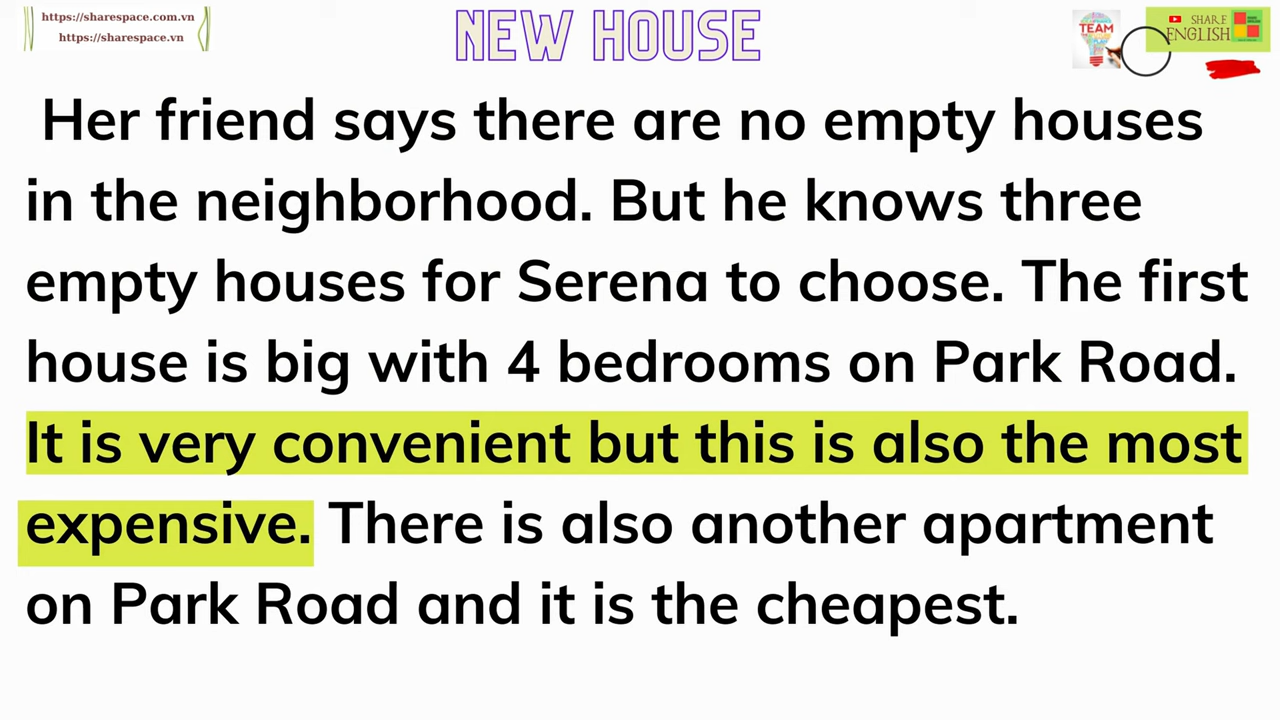 https://sharespace.com.vn
https://sharespace.vn
NEW HOUSE
TEAM
SHARE
ENGLISH
Her friend says there are no empty houses
in the neighborhood. But he knows three
empty houses for Serena to choose. The first
house is big with 4 bedrooms on Park Road.
It is very convenient but this is also the most
expensive. There is also another apartment
on Park Road and it is the cheapest.